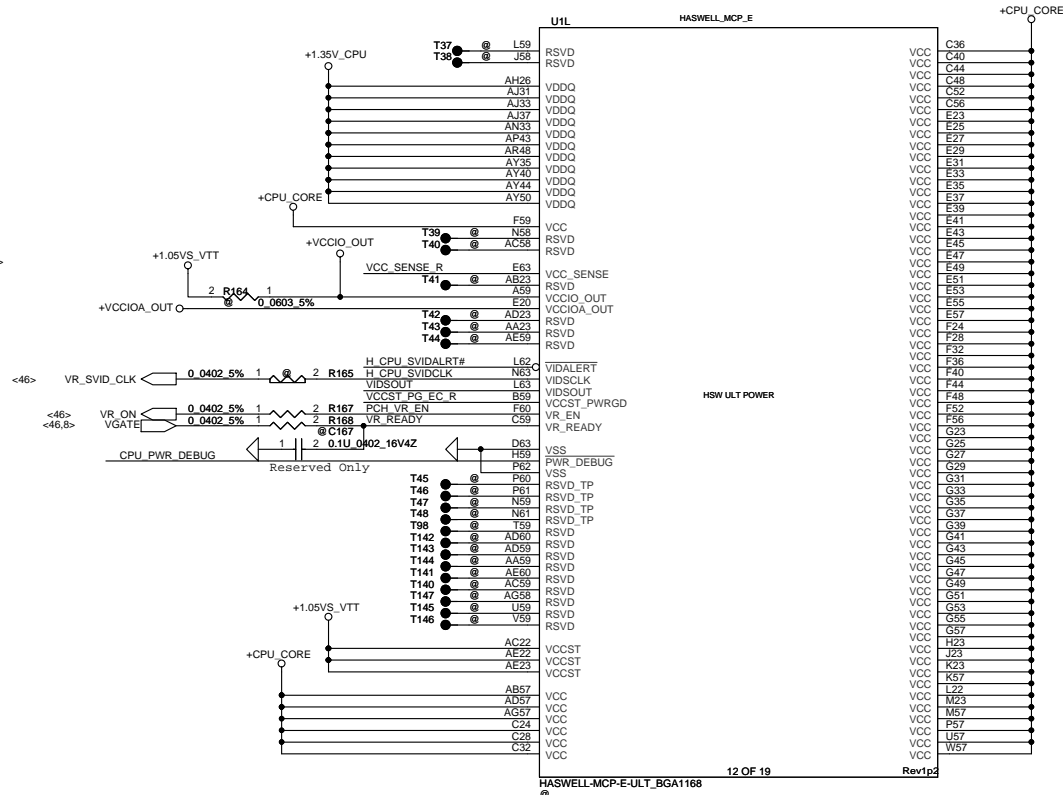 U1L
HASWELL_MCP_E
+CPU_CORE
+1.35V_CPU
T37 @ L59 RSVD
T38 @ J58 RSVD
AH26 VDDQ
AJ31 VDDQ
AJ33 VDDQ
AJ37 VDDQ
AN33 VDDQ
AP43 VDDQ
AR48 VDDQ
AY35 VDDQ
AY40 VDDQ
AY44 VDDQ
AY50 VDDQ
+CPU_CORE
F59 VCC
T39 @ N58 RSVD
T40 @ AC58 RSVD
+VCCIO_OUT
+1.05VS_VTT
>
VCC_SENSE_R E63 VCC_SENSE
T41 @ AB23 RSVD
2 R164 1 A59 VCCIO_OUT
@ 0_0603_5%
+VCCIOA_OUT E20 VCCIOA_OUT
T42 @ AD23 RSVD
T43 @ AA23 RSVD
T44 @ AE59 RSVD
H_CPU_SVIDALRT# L62 VIDALERT
<46> VR_SVID_CLK 0_0402_5% 1 @ 2 R165 H_CPU_SVIDCLK N63 VIDSCLK
VIDSOUT L63 VIDSOUT
VCCST_PG_EC_R B59 VCCST_PWRGD
<46> VR_ON 0_0402_5% 1 2 R167 PCH_VR_EN F60 VR_EN
<46,8> VGATE 0_0402_5% 1 2 R168 VR_READY C59 VR_READY
@ C167
1 2 0.1U_0402_16V4Z D63 VSS
CPU_PWR_DEBUG H59 PWR_DEBUG
Reserved Only
P62 VSS
T45 @ P60 RSVD_TP
T46 @ P61 RSVD_TP
T47 @ N59 RSVD_TP
T48 @ N61 RSVD_TP
T98 @ T59 RSVD
T142 @ AD60 RSVD
T143 @ AD59 RSVD
T144 @ AA59 RSVD
T141 @ AE60 RSVD
T140 @ AC59 RSVD
T147 @ AG58 RSVD
T145 @ U59 RSVD
T146 @ V59 RSVD
+1.05VS_VTT
AC22 VCCST
AE22 VCCST
AE23 VCCST
+CPU_CORE
AB57 VCC
AD57 VCC
AG57 VCC
C24 VCC
C28 VCC
C32 VCC
HSW ULT POWER
VCC C36
VCC C40
VCC C44
VCC C48
VCC C52
VCC C56
VCC E23
VCC E25
VCC E27
VCC E29
VCC E31
VCC E33
VCC E35
VCC E37
VCC E39
VCC E41
VCC E43
VCC E45
VCC E47
VCC E49
VCC E51
VCC E53
VCC E55
VCC E57
VCC F24
VCC F28
VCC F32
VCC F36
VCC F40
VCC F44
VCC F48
VCC F52
VCC F56
VCC G23
VCC G25
VCC G27
VCC G29
VCC G31
VCC G33
VCC G35
VCC G37
VCC G39
VCC G41
VCC G43
VCC G45
VCC G47
VCC G49
VCC G51
VCC G53
VCC G55
VCC G57
VCC H23
VCC J23
VCC K23
VCC K57
VCC L22
VCC M23
VCC M57
VCC P57
VCC U57
VCC W57
12 OF 19
Rev1p2
HASWELL-MCP-E-ULT_BGA1168
@